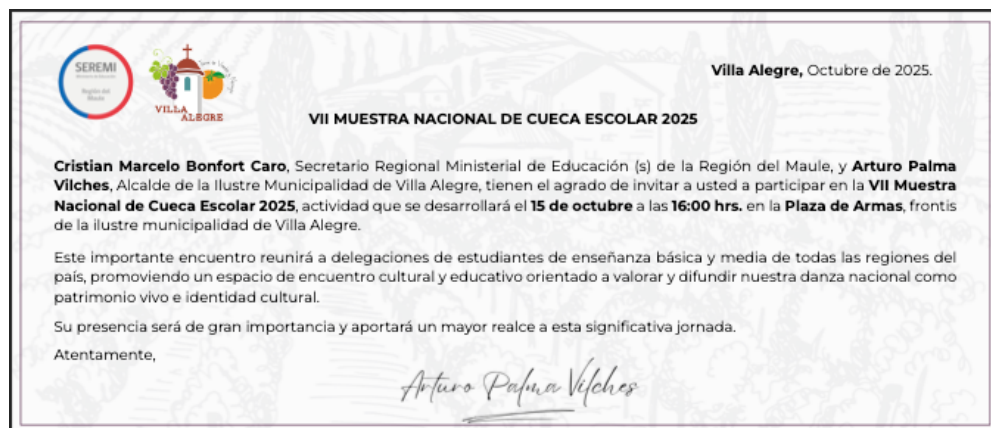 SEREMI
Región del
Maule
VILLA
ALEGRE
Villa Alegre, Octubre de 2025.
VII MUESTRA NACIONAL DE CUECA ESCOLAR 2025
Cristian Marcelo Bonfort Caro, Secretario Regional Ministerial de Educación (s) de la Región del Maule, y Arturo Palma
Vilches, Alcalde de la Ilustre Municipalidad de Villa Alegre, tienen el agrado de invitar a usted a participar en la VII Muestra
Nacional de Cueca Escolar 2025, actividad que se desarrollará el 15 de octubre a las 16:00 hrs. en la Plaza de Armas, frontis
de la ilustre municipalidad de Villa Alegre.
Este importante encuentro reunirá a delegaciones de estudiantes de enseñanza básica y media de todas las regiones del
país, promoviendo un espacio de encuentro cultural y educativo orientado a valorar y difundir nuestra danza nacional como
patrimonio vivo e identidad cultural.
Su presencia será de gran importancia y aportará un mayor realce a esta significativa jornada.
Atentamente,
Arturo Palma Vilches